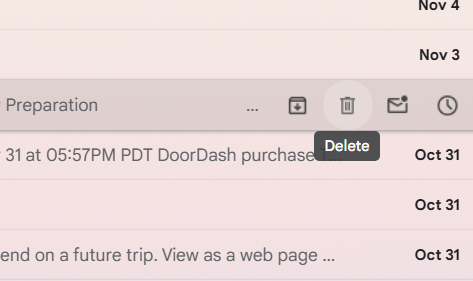 Nov 4
Nov 3
Preparation ...
Delete
31 at 05:57PM PDT DoorDash purchase ...
Oct 31
Oct 31
end on a future trip. View as a web page ...
Oct 31